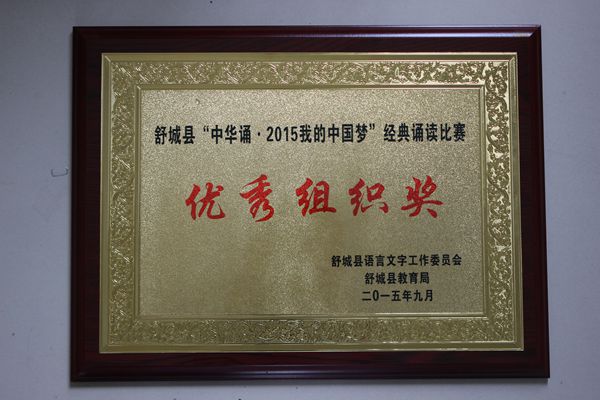 舒城县“中华诵·2015我的中国梦”经典诵读比赛
优秀组织奖
舒城县语言文字工作委员会
舒城县教育局
二〇一五年九月